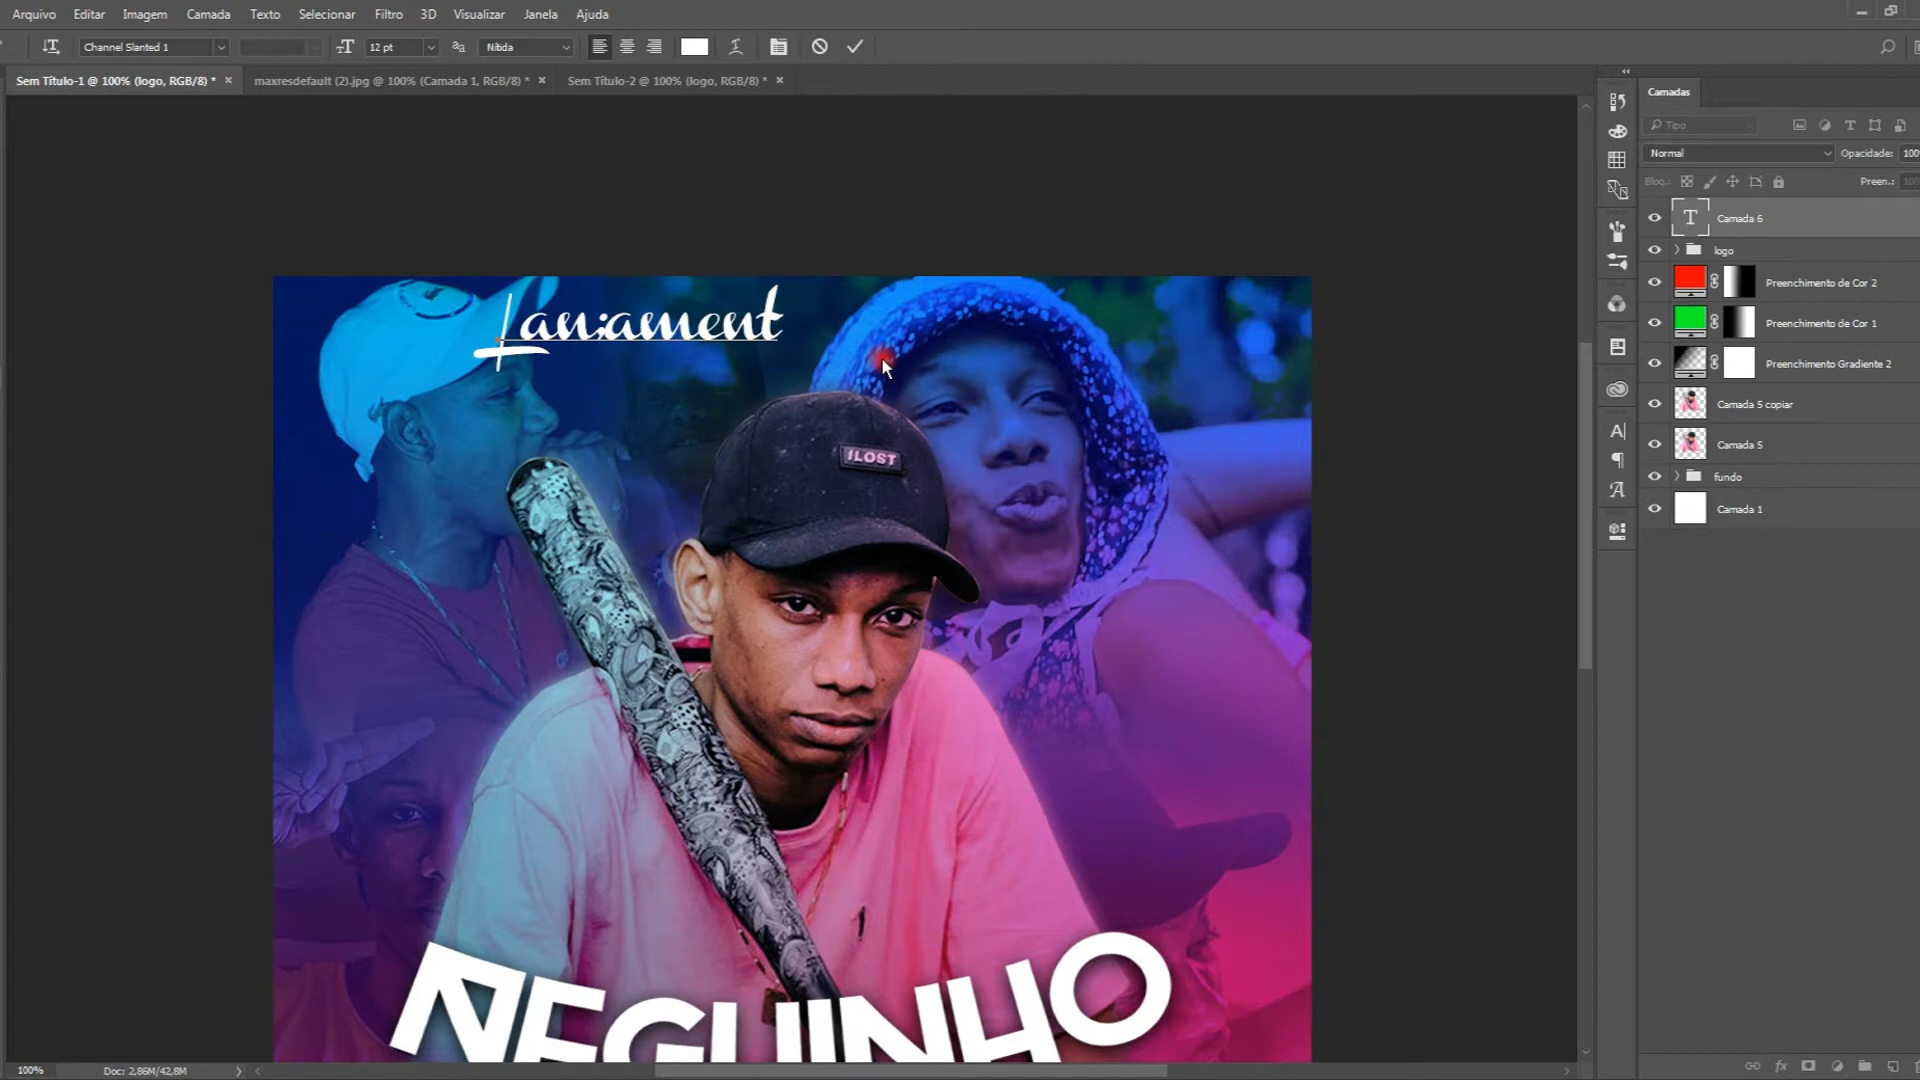 Arquivo Editar Imagem Camada Texto Selecionar Filtro 3D Visualizar Janela Ajuda
Channel Slanted 1 12 pt aa Nítida
Sem Título-1 @ 100% (logo, RGB/8) * × maxresdefault (2).jpg @ 100% (Camada 1, RGB/8) * × Sem Título-2 @ 100% (logo, RGB/8) * ×
Camadas
Tipo
Normal Opacidade: 100%
Bloq.: Preen.: 100
Camada 6
logo
Preenchimento de Cor 2
Preenchimento de Cor 1
Preenchimento Gradiente 2
Camada 5 copiar
Camada 5
fundo
Camada 1
Lan;ament
ILOST
NEGUINHO
100% Doc: 2,86M/42,8M